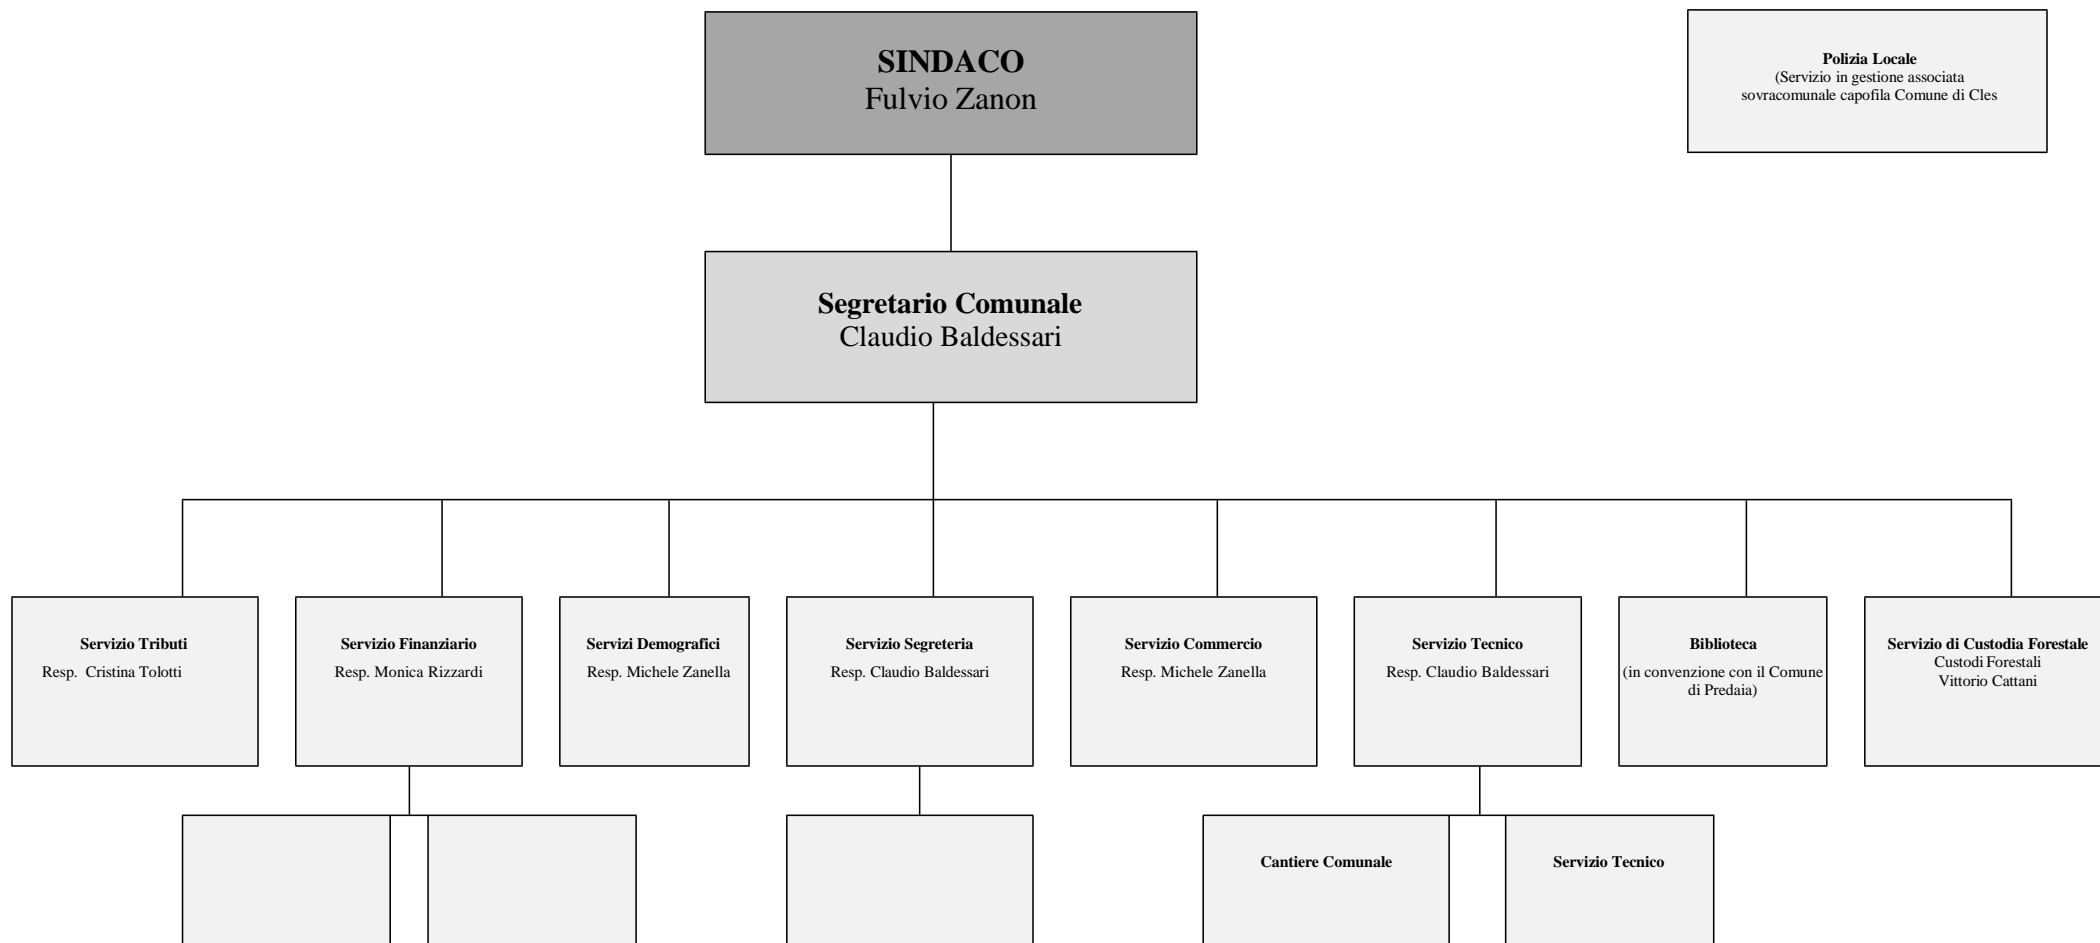 SINDACO
Fulvio Zanon
Polizia Locale
(Servizio in gestione associata
sovracomunale capofila Comune di Cles
Segretario Comunale
Claudio Baldessari
Servizio Tributi
Resp. Cristina Tolotti
Servizio Finanziario
Resp. Monica Rizzardi
Servizi Demografici
Resp. Michele Zanella
Servizio Segreteria
Resp. Claudio Baldessari
Servizio Commercio
Resp. Michele Zanella
Servizio Tecnico
Resp. Claudio Baldessari
Biblioteca
(in convenzione con il Comune
di Predaia)
Servizio di Custodia Forestale
Custodi Forestali
Vittorio Cattani
Cantiere Comunale
Servizio Tecnico